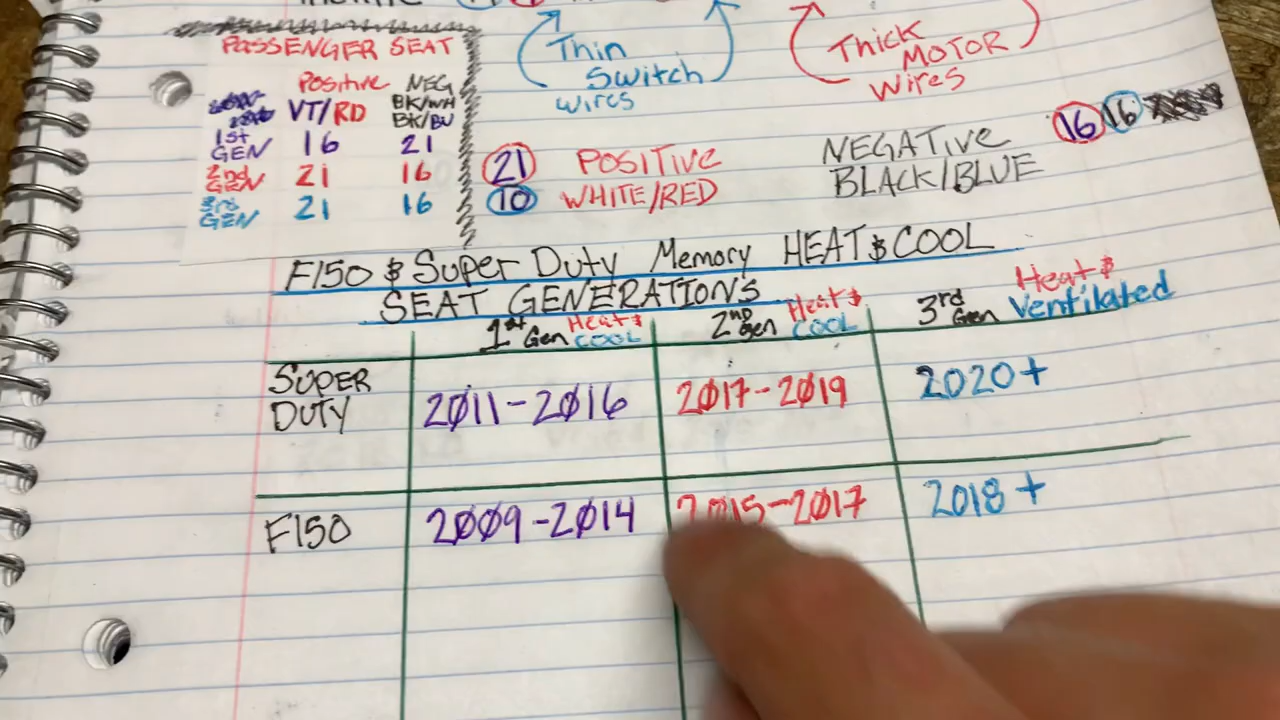 PASSENGER SEAT
Positive NEG
VT/RD BK/WH
BK/BU
1st GEN 16 21
2nd GEN 21 16
3rd GEN 21 16
Thin
Switch
wires
Thick
MOTOR
Wires
21 POSITIVE
10 WHITE/RED
NEGATIVE 16 16
BLACK/BLUE
F150 & Super Duty Memory HEAT & COOL
SEAT GENERATIONS
1st Gen Heat & COOL
2nd Gen Heat & COOL
3rd Gen Heat & Ventilated
SUPER DUTY 2011-2016 2017-2019 2020+
F150 2009-2014 2015-2017 2018+